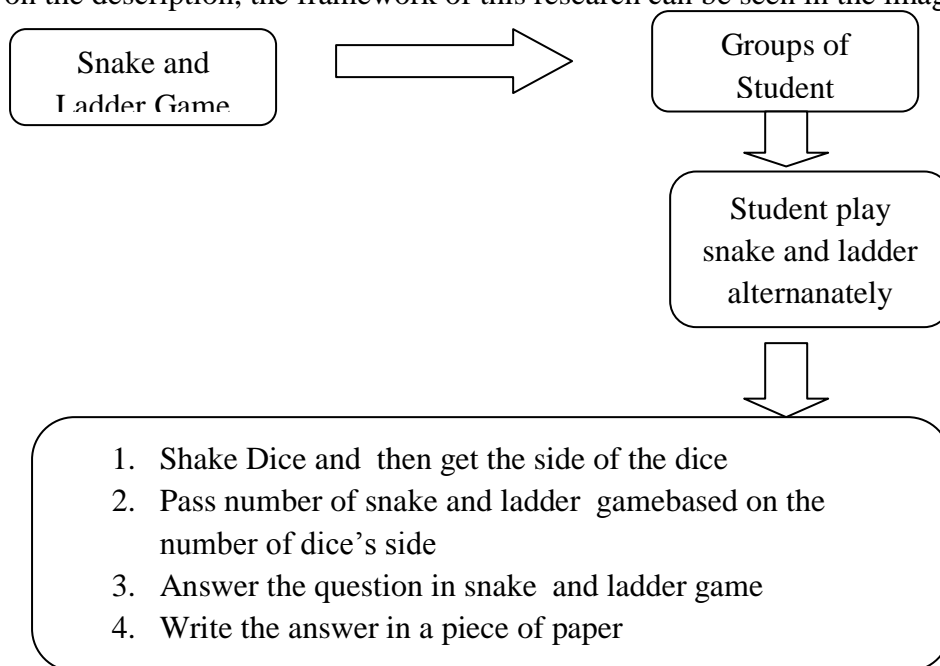 on the description, the framework of this research can be seen in the imag
Snake and
Ladder Game
Groups of
Student
Student play
snake and ladder
alternanately
1. Shake Dice and then get the side of the dice
2. Pass number of snake and ladder gamebased on the
number of dice’s side
3. Answer the question in snake and ladder game
4. Write the answer in a piece of paper